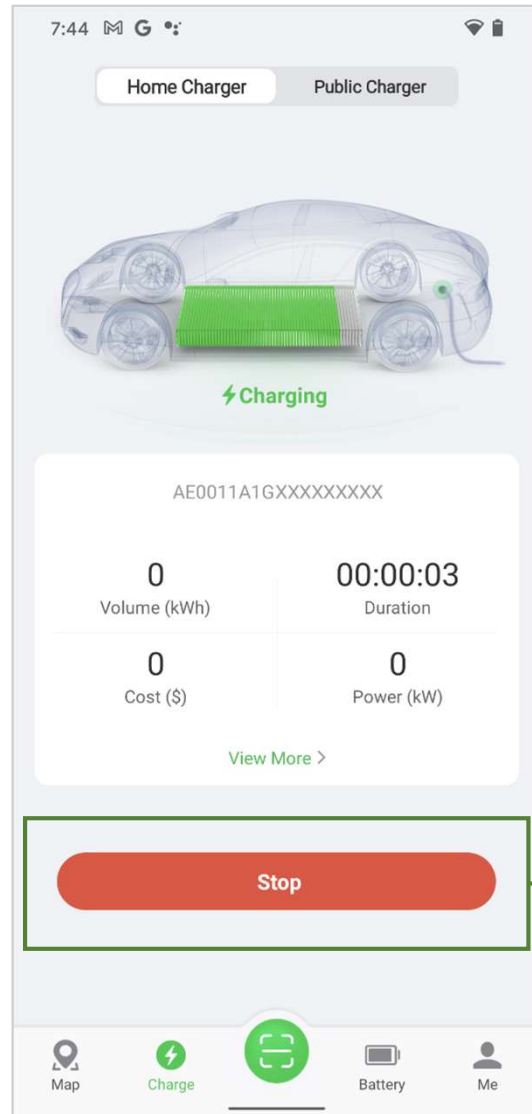 7:44 M G
Home Charger Public Charger
Charging
AE0011A1GXXXXXXXXX
0 00:00:03
Volume (kWh) Duration
0 0
Cost ($) Power (kW)
View More >
Stop
Map Charge Battery Me